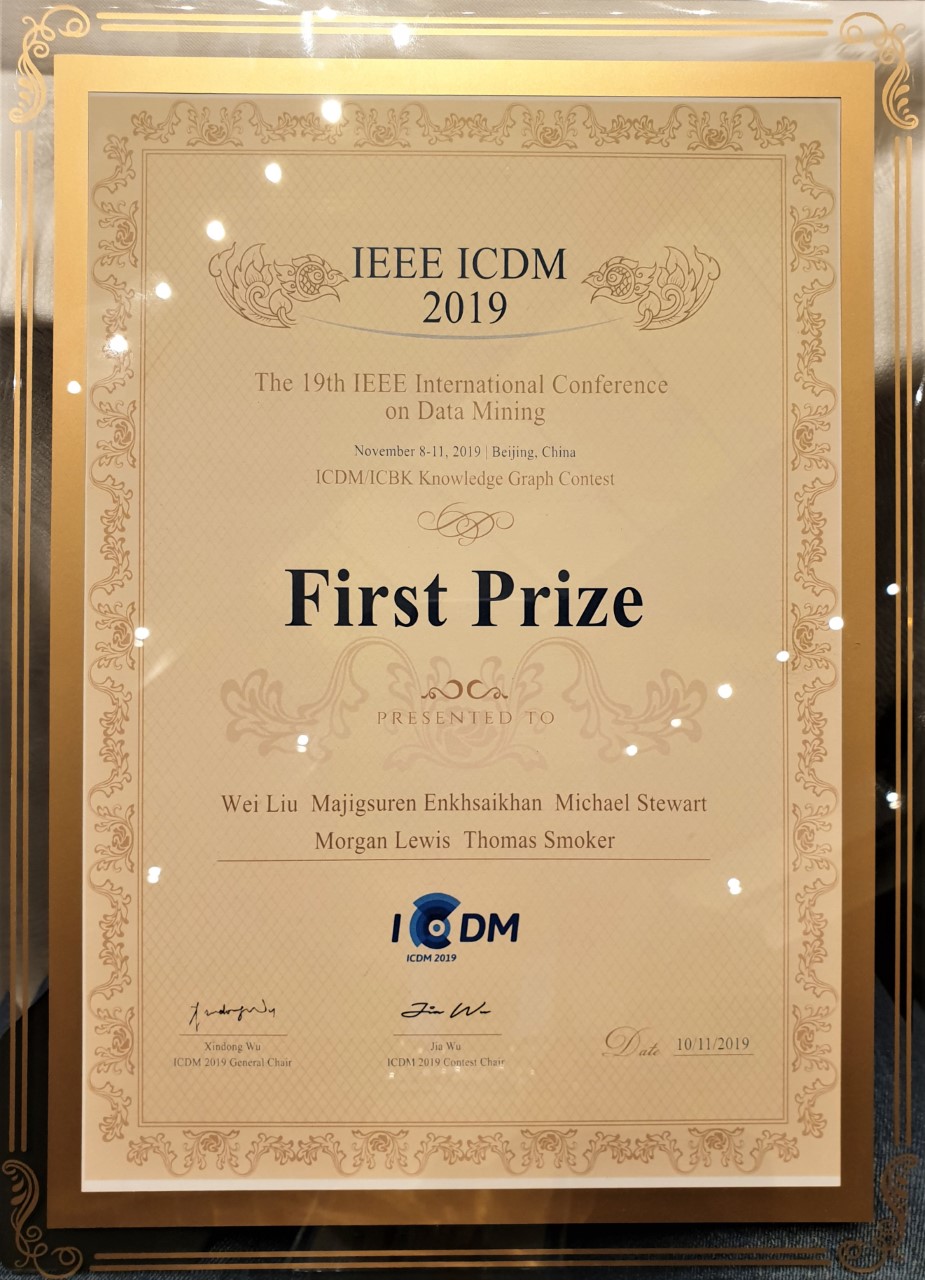 IEEE ICDM
2019
The 19th IEEE International Conference
on Data Mining
November 8-11, 2019 | Beijing, China
ICDM/ICBK Knowledge Graph Contest
First Prize
PRESENTED TO
Wei Liu Majigsuren Enkhsaikhan Michael Stewart
Morgan Lewis Thomas Smoker
ICDM
ICDM 2019
Xindong Wu
Jia Wu
Xindong Wu
Jia Wu
ICDM 2019 General Chair
ICDM 2019 Contest Chair
Date 10/11/2019